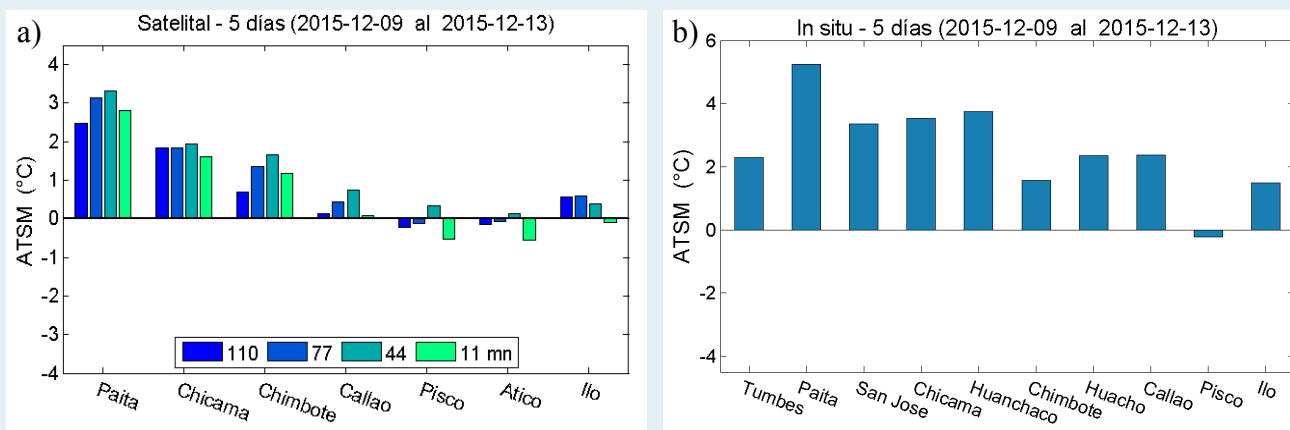 a)
Satelital - 5 días (2015-12-09 al 2015-12-13)
ATSM (°C)
4
3
2
1
0
-1
-2
-3
-4
110 77 44 11 mn
Paita Chicama Chimbote Callao Pisco Atico Ilo
b)
In situ - 5 días (2015-12-09 al 2015-12-13)
ATSM (°C)
6
4
2
0
-2
-4
Tumbes Paita San Jose Chicama Huanchaco Chimbote Huacho Callao Pisco Ilo